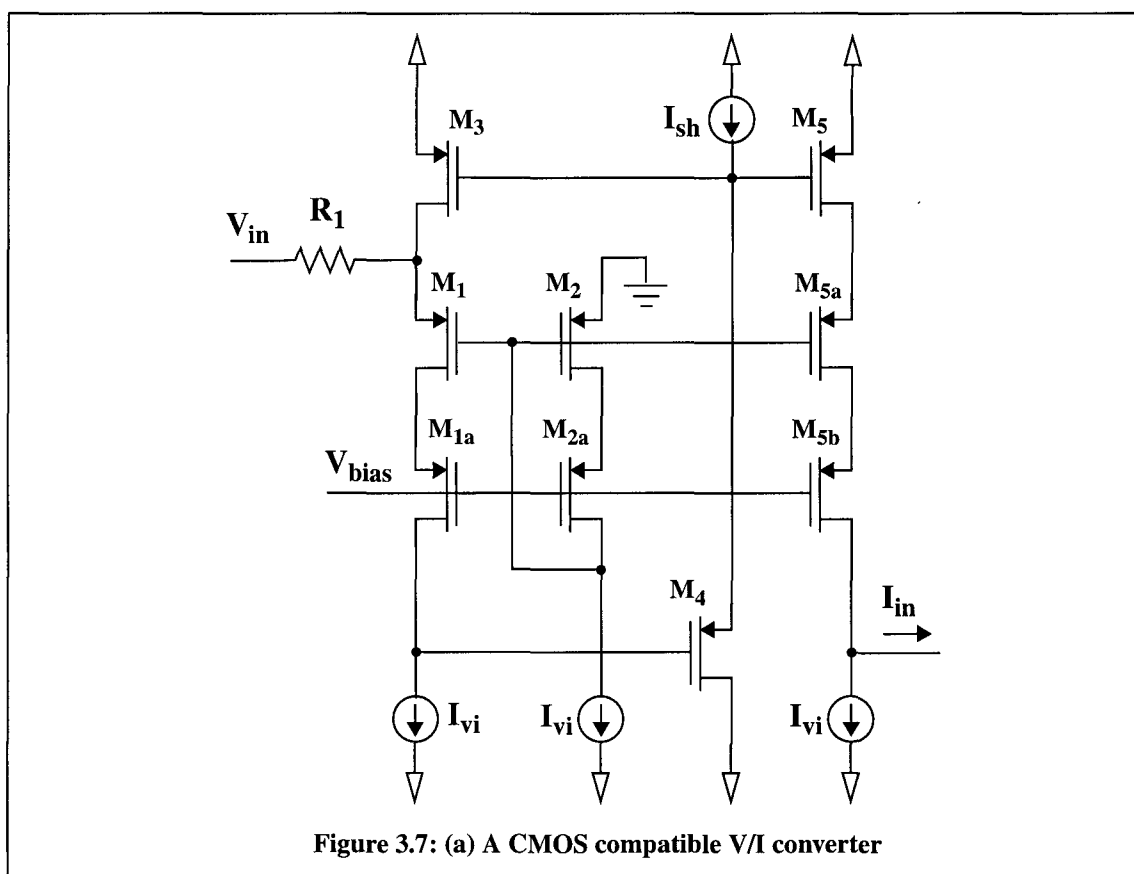 M3
Ish
M5
Vin
R1
M1
M2
M5a
M1a
M2a
M5b
Vbias
M4
Iin
Ivi
Ivi
Ivi
Figure 3.7: (a) A CMOS compatible V/I converter